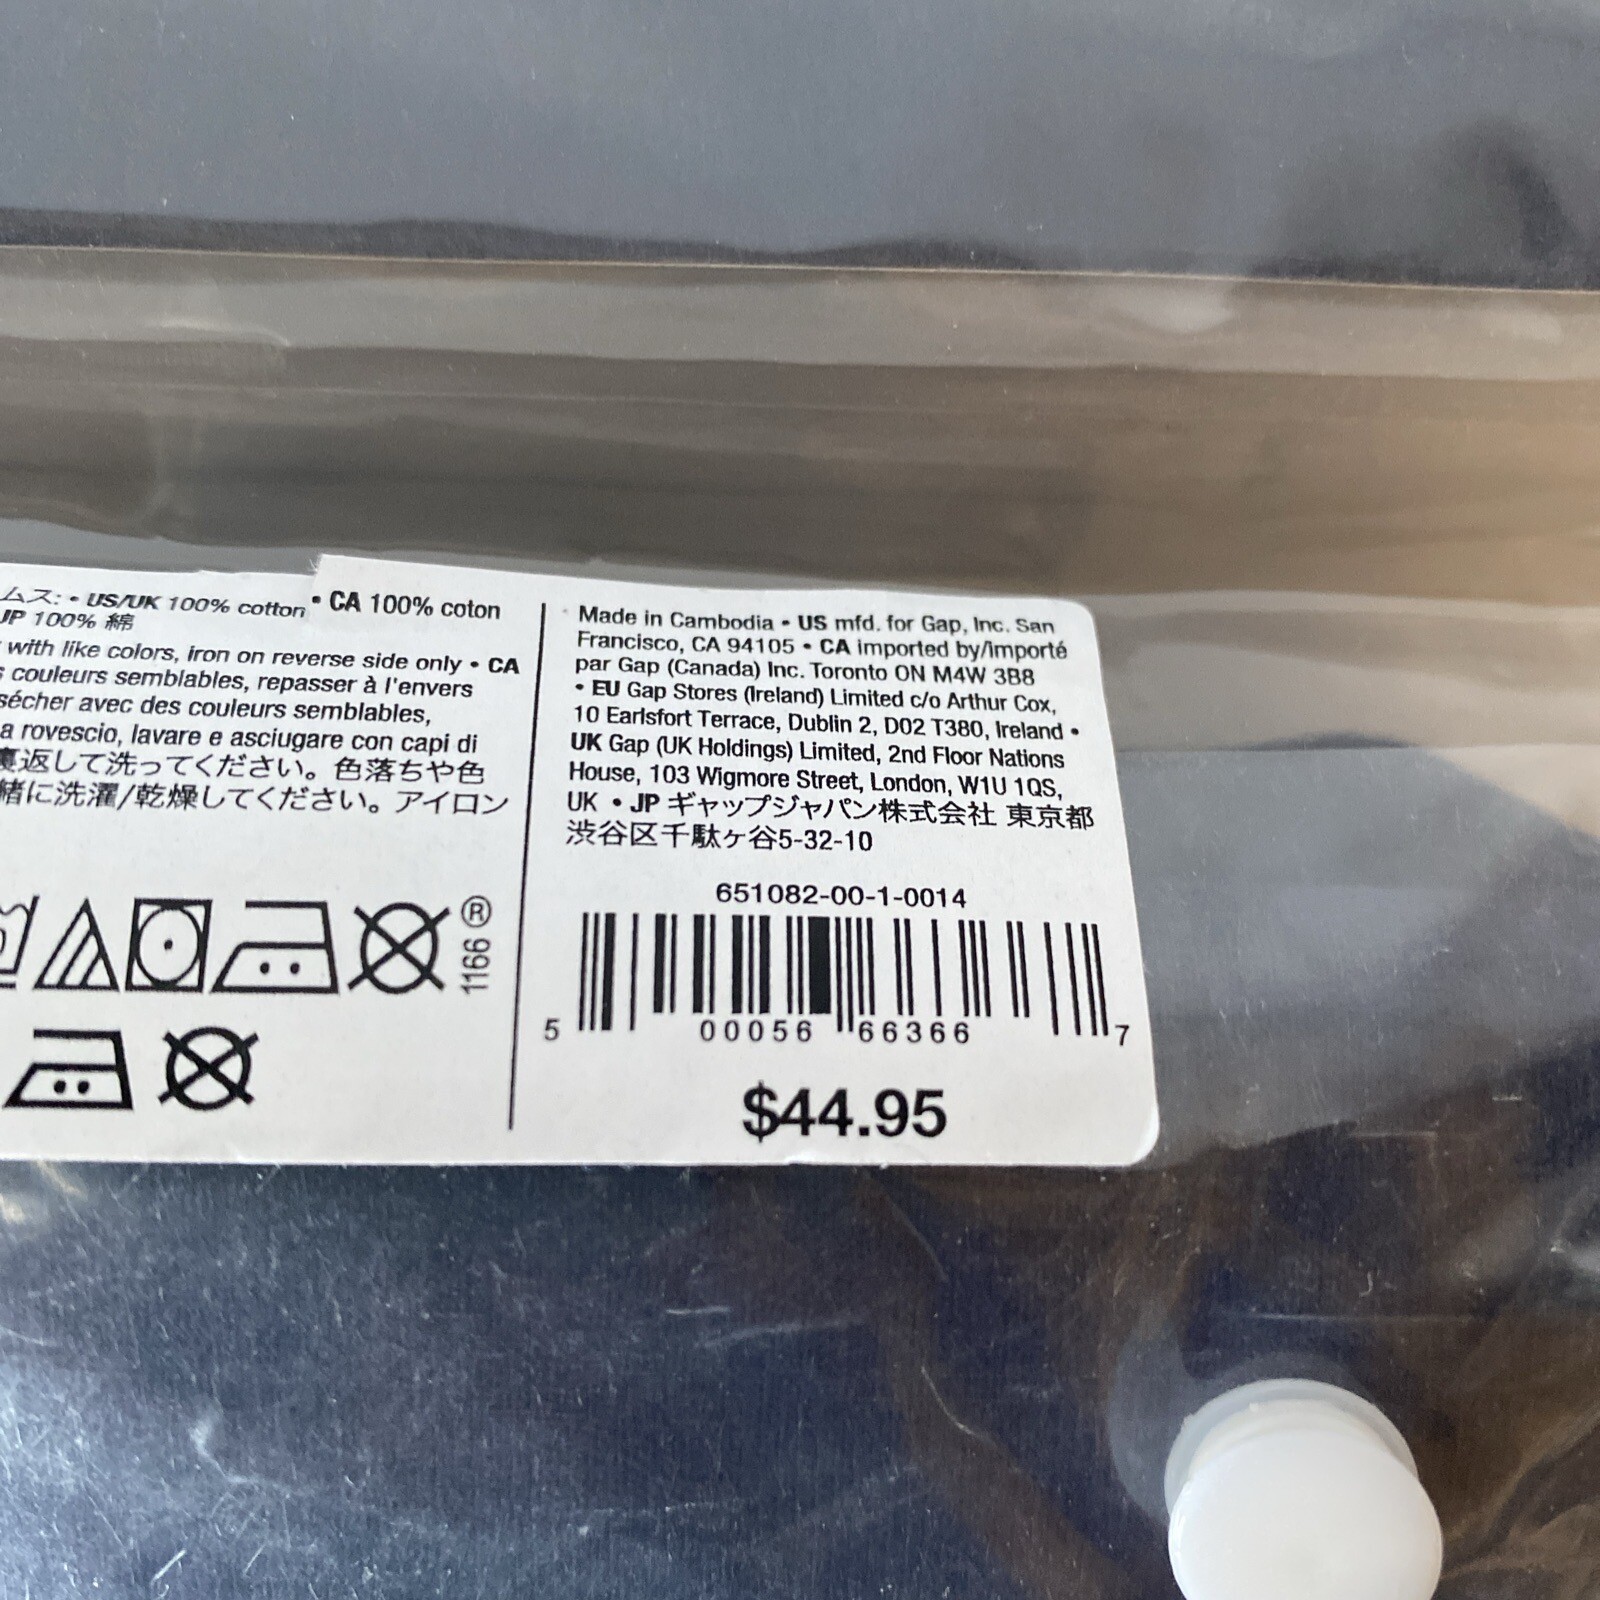 ムス: • US/UK 100% cotton • CA 100% coton
JP 100% 綿
with like colors, iron on reverse side only • CA
couleurs semblables, repasser à l'envers
sécher avec des couleurs semblables,
a rovescio, lavare e asciugare con capi di
裏返して洗ってください。色落ちや色
緒に洗濯/乾燥してください。アイロン
1166 ®
Made in Cambodia • US mfd. for Gap, Inc. San
Francisco, CA 94105 • CA imported by/importé
par Gap (Canada) Inc. Toronto ON M4W 3B8
• EU Gap Stores (Ireland) Limited c/o Arthur Cox,
10 Earlsfort Terrace, Dublin 2, D02 T380, Ireland •
UK Gap (UK Holdings) Limited, 2nd Floor Nations
House, 103 Wigmore Street, London, W1U 1QS,
UK • JP ギャップジャパン株式会社 東京都
渋谷区千駄ヶ谷5-32-10
651082-00-1-0014
5 00056 66366 7
$44.95